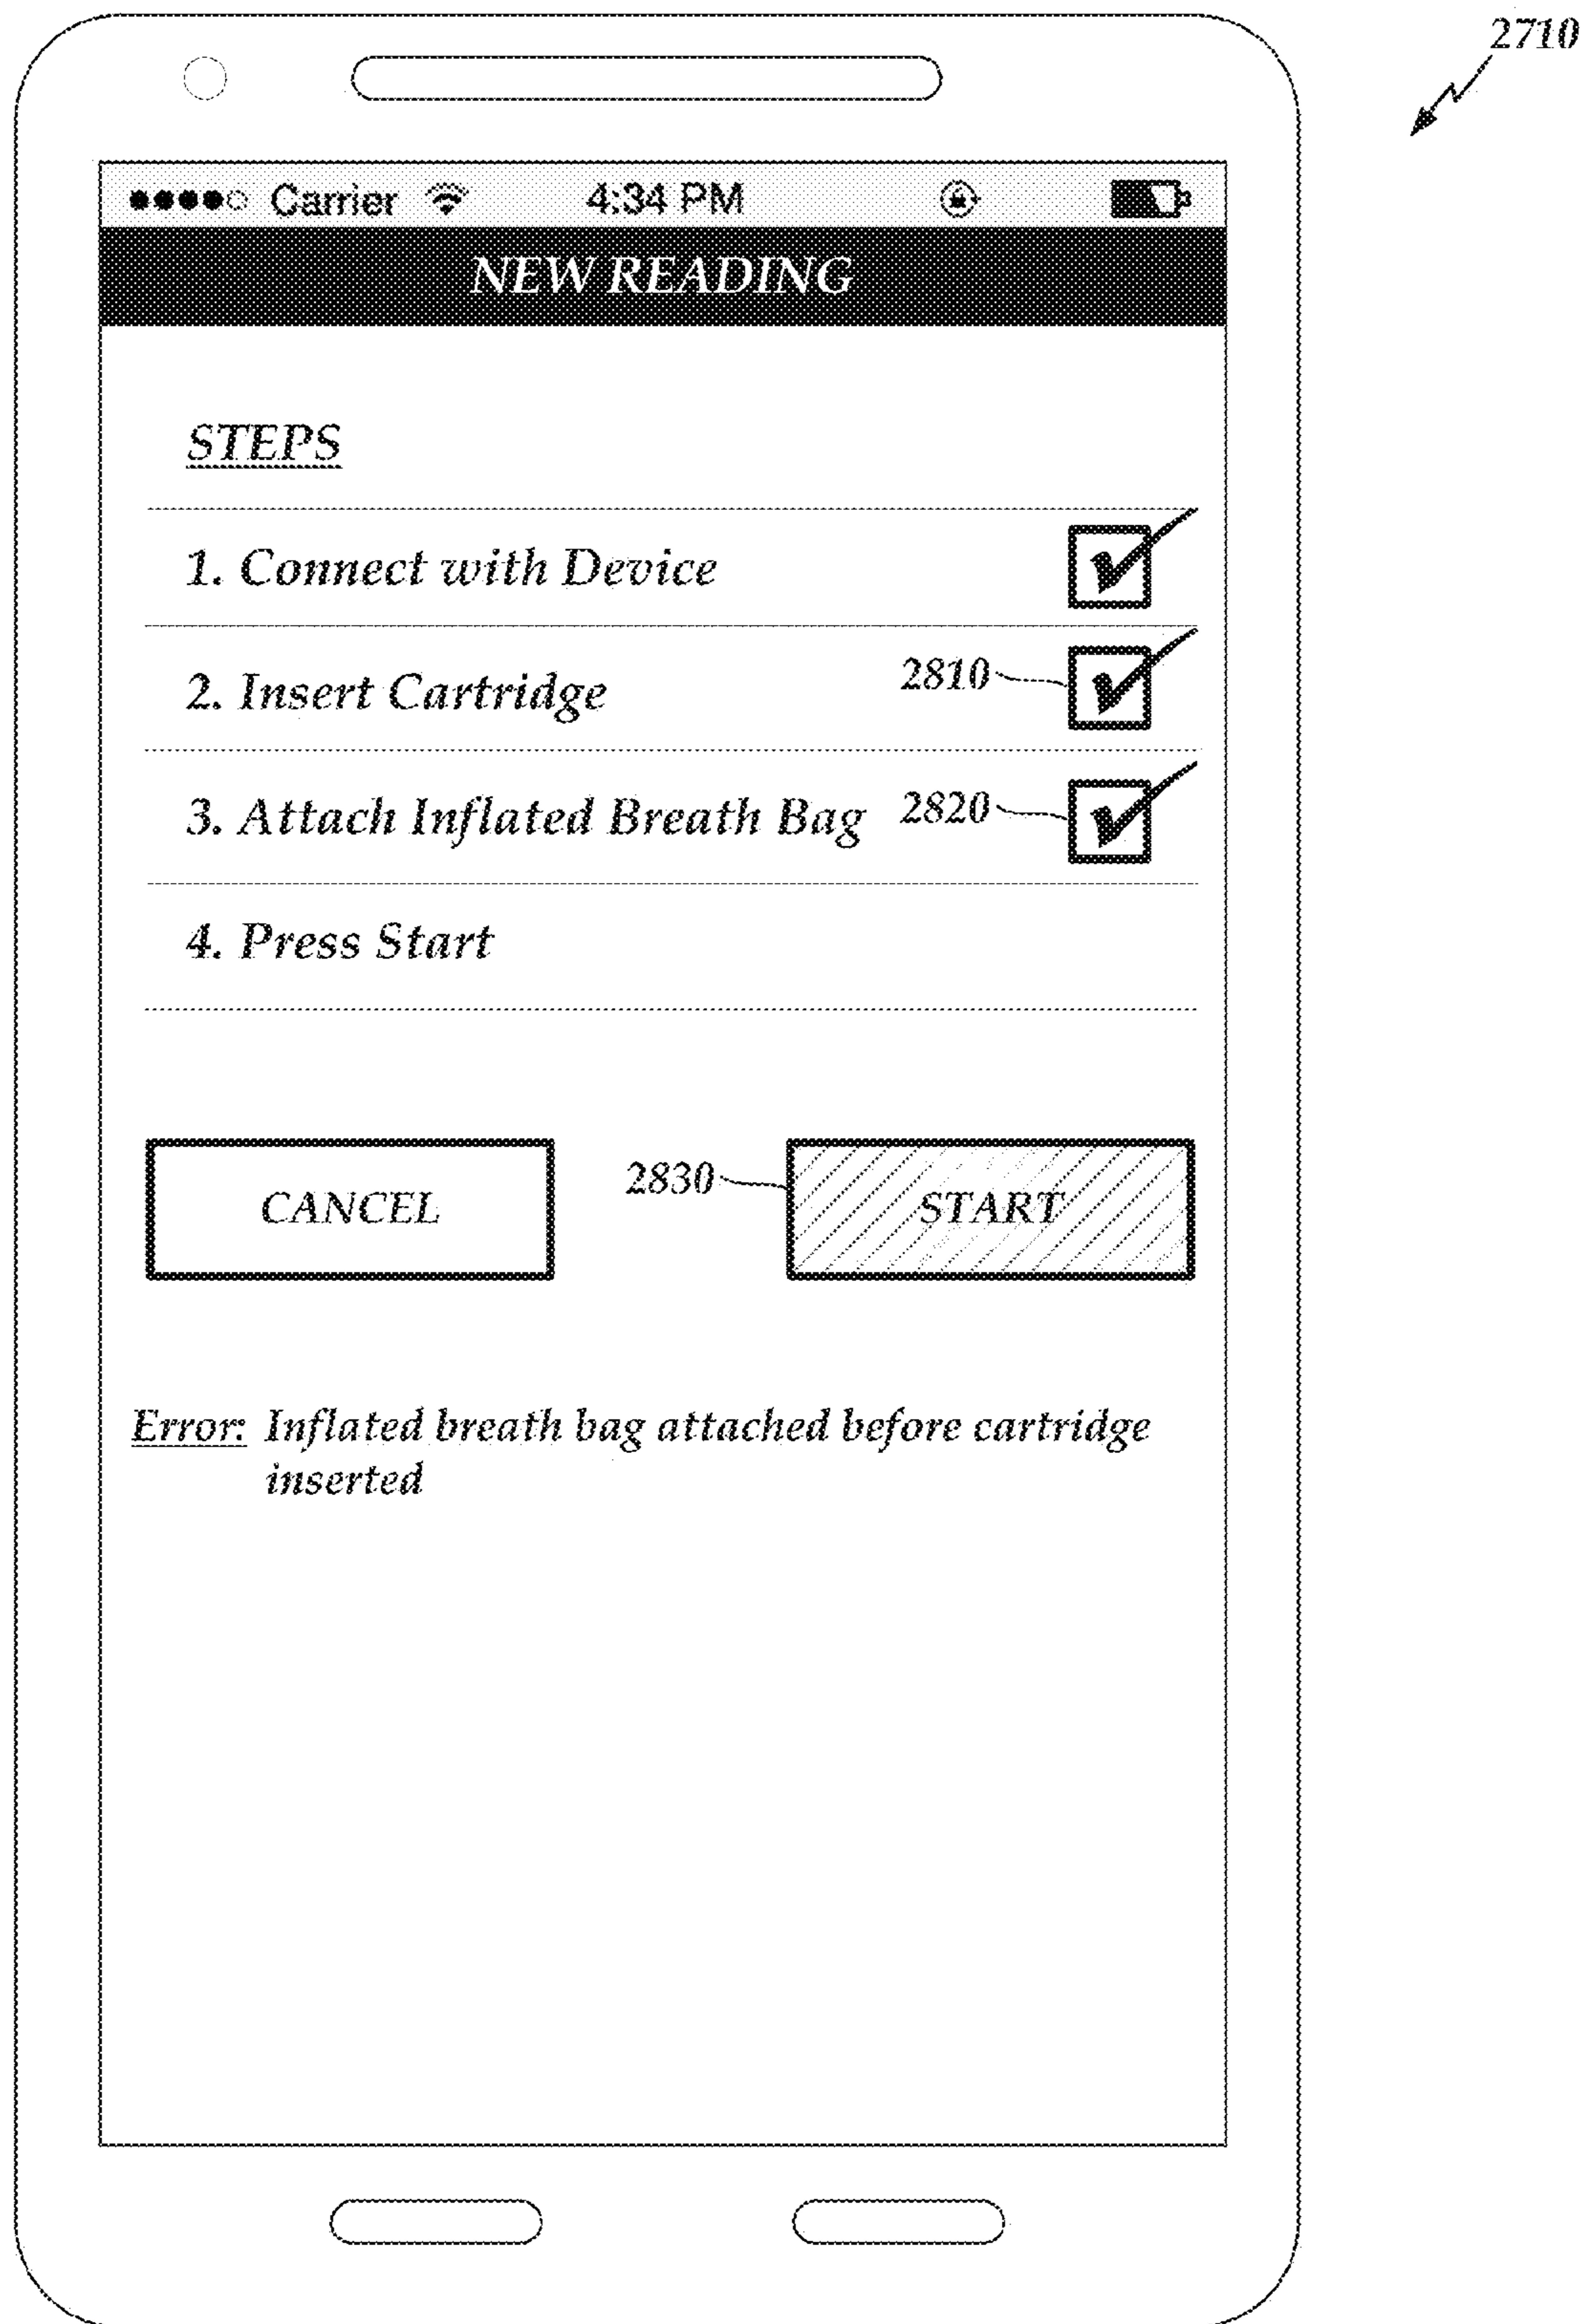 2710
Carrier 4:34 PM
NEW READING
STEPS
1. Connect with Device
2. Insert Cartridge 2810
3. Attach Inflated Breath Bag 2820
4. Press Start
CANCEL 2830 START
Error: Inflated breath bag attached before cartridge
inserted